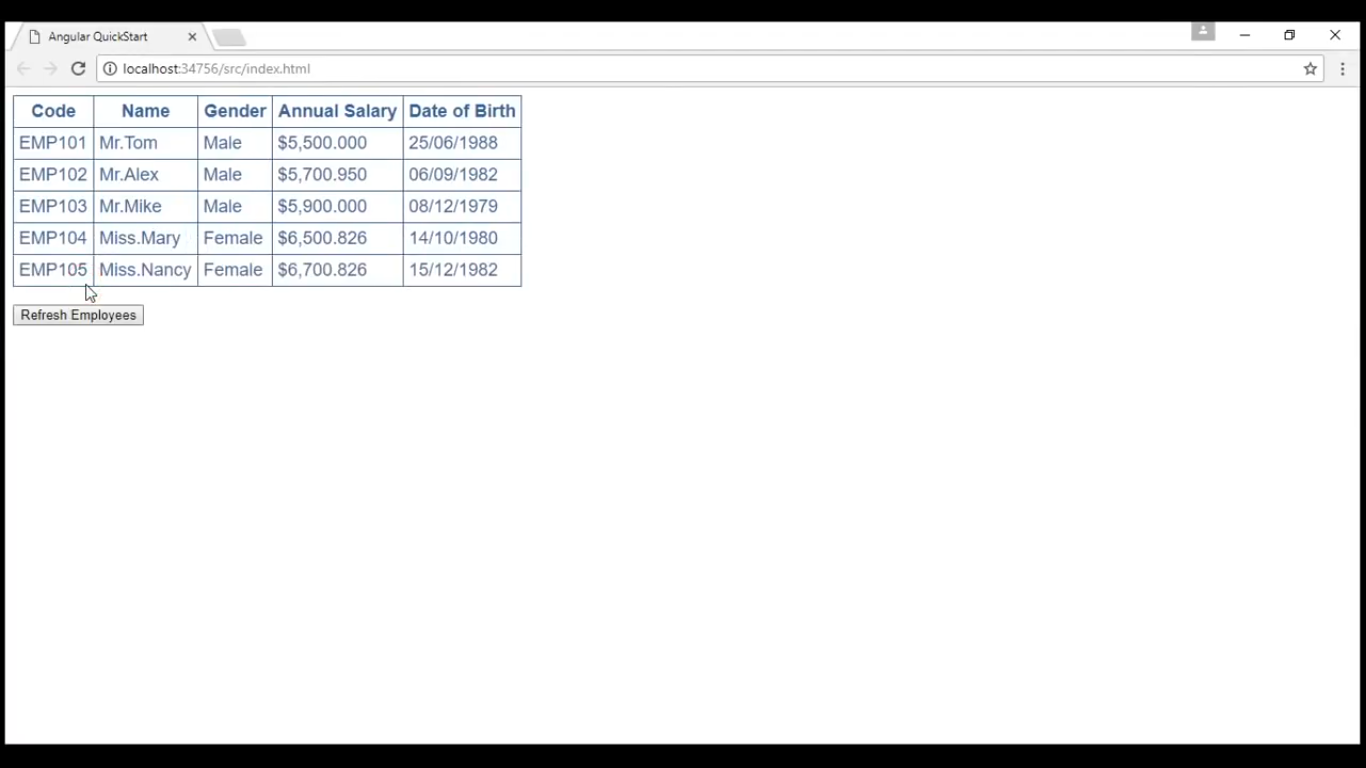 Angular QuickStart
localhost:34756/src/index.html
Code Name Gender Annual Salary Date of Birth
EMP101 Mr.Tom Male $5,500.000 25/06/1988
EMP102 Mr.Alex Male $5,700.950 06/09/1982
EMP103 Mr.Mike Male $5,900.000 08/12/1979
EMP104 Miss.Mary Female $6,500.826 14/10/1980
EMP105 Miss.Nancy Female $6,700.826 15/12/1982
Refresh Employees